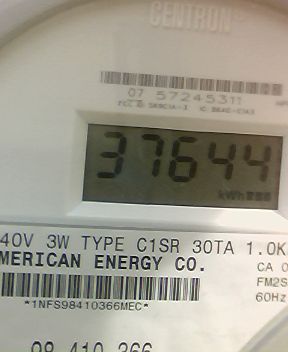 CENTRON®
07 57245311
37644
kWh
40V 3W TYPE C1SR 30TA 1.0K
MERICAN ENERGY CO.
CA 0
FM2S
60Hz
*1NFS98410366MEC*
98 410 366